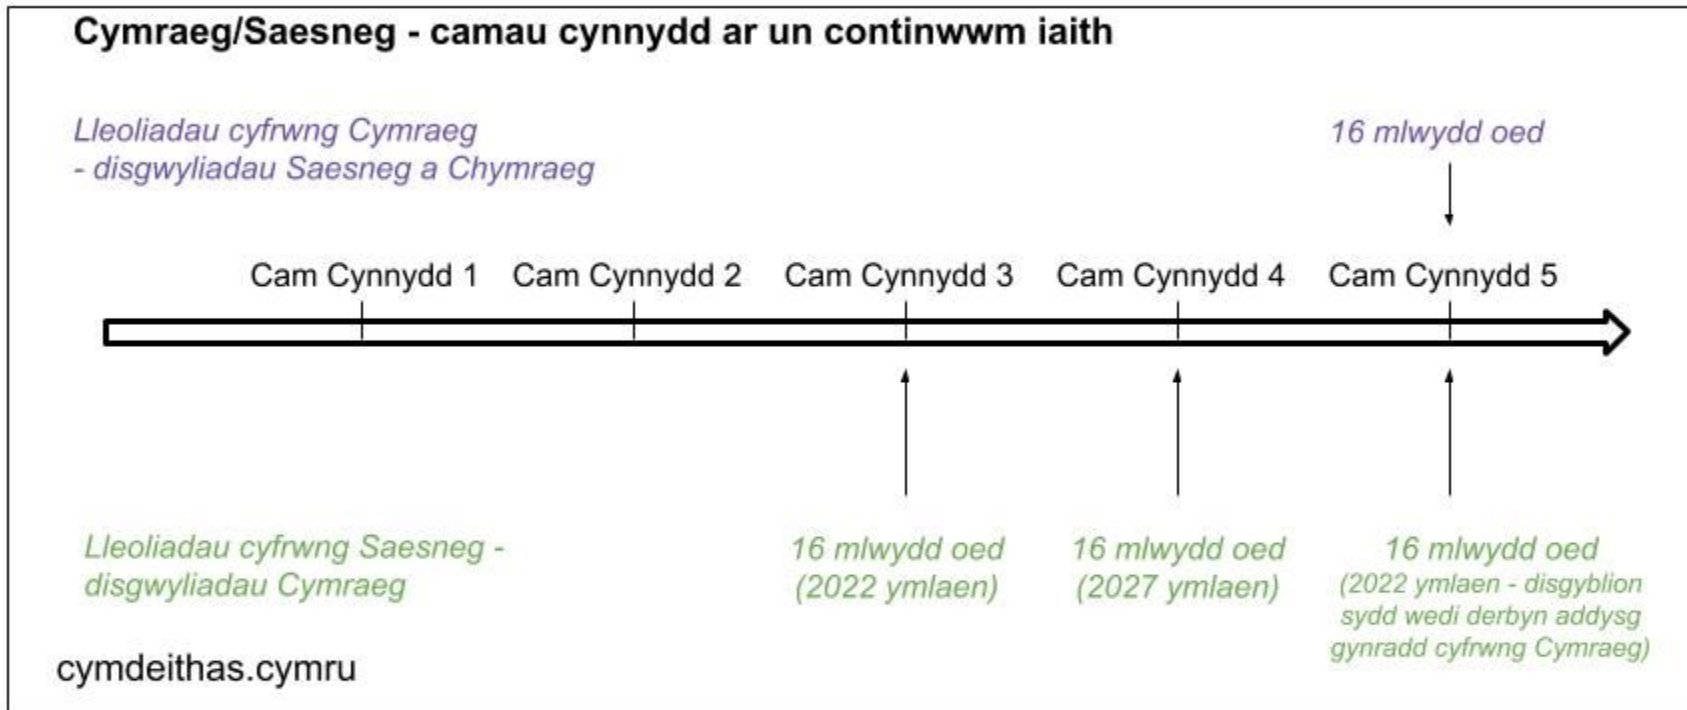 Cymraeg/Saesneg - camau cynnydd ar un continwwm iaith
Lleoliadau cyfrwng Cymraeg
- disgwyliadau Saesneg a Chymraeg
16 mlwydd oed
Cam Cynnydd 1
Cam Cynnydd 2
Cam Cynnydd 3
Cam Cynnydd 4
Cam Cynnydd 5
Lleoliadau cyfrwng Saesneg -
disgwyliadau Cymraeg
16 mlwydd oed
(2022 ymlaen)
16 mlwydd oed
(2027 ymlaen)
16 mlwydd oed
(2022 ymlaen - disgyblion
sydd wedi derbyn addysg
gynradd cyfrwng Cymraeg)
cymdeithas.cymru